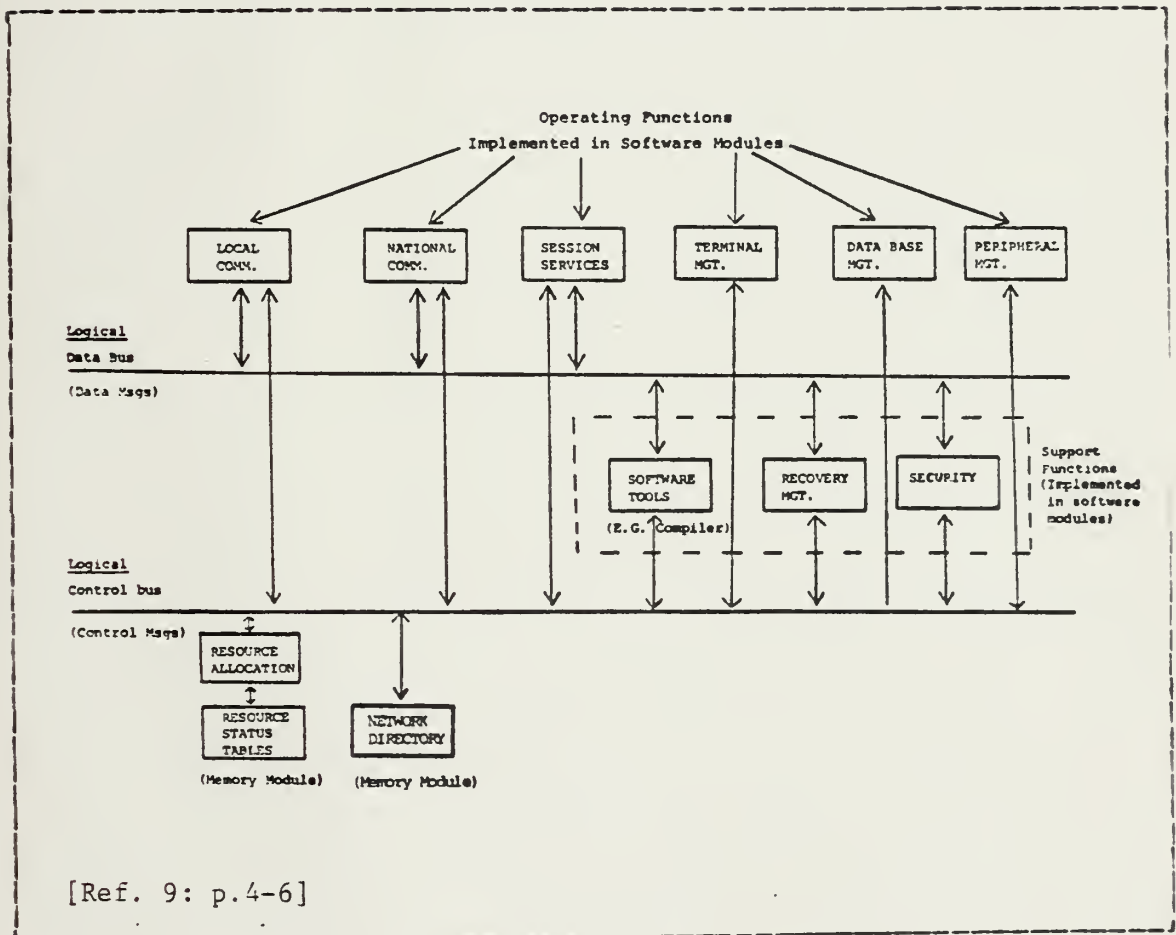 Operating Functions
Implemented in Software Modules
LOCAL
COMM.
NATIONAL
COMM.
SESSION
SERVICES
TERMINAL
MGT.
DATA BASE
MGT.
PERIPHERAL
MGT.
Logical
Data Bus
(Data Msgs)
SOFTWARE
TOOLS
(E.G. Compiler)
RECOVERY
MGT.
SECURITY
Support
Functions
(Implemented
in software
modules)
Logical
Control bus
(Control Msgs)
RESOURCE
ALLOCATION
RESOURCE
STATUS
TABLES
(Memory Module)
NETWORK
DIRECTORY
(Memory Module)
[Ref. 9: p.4-6]